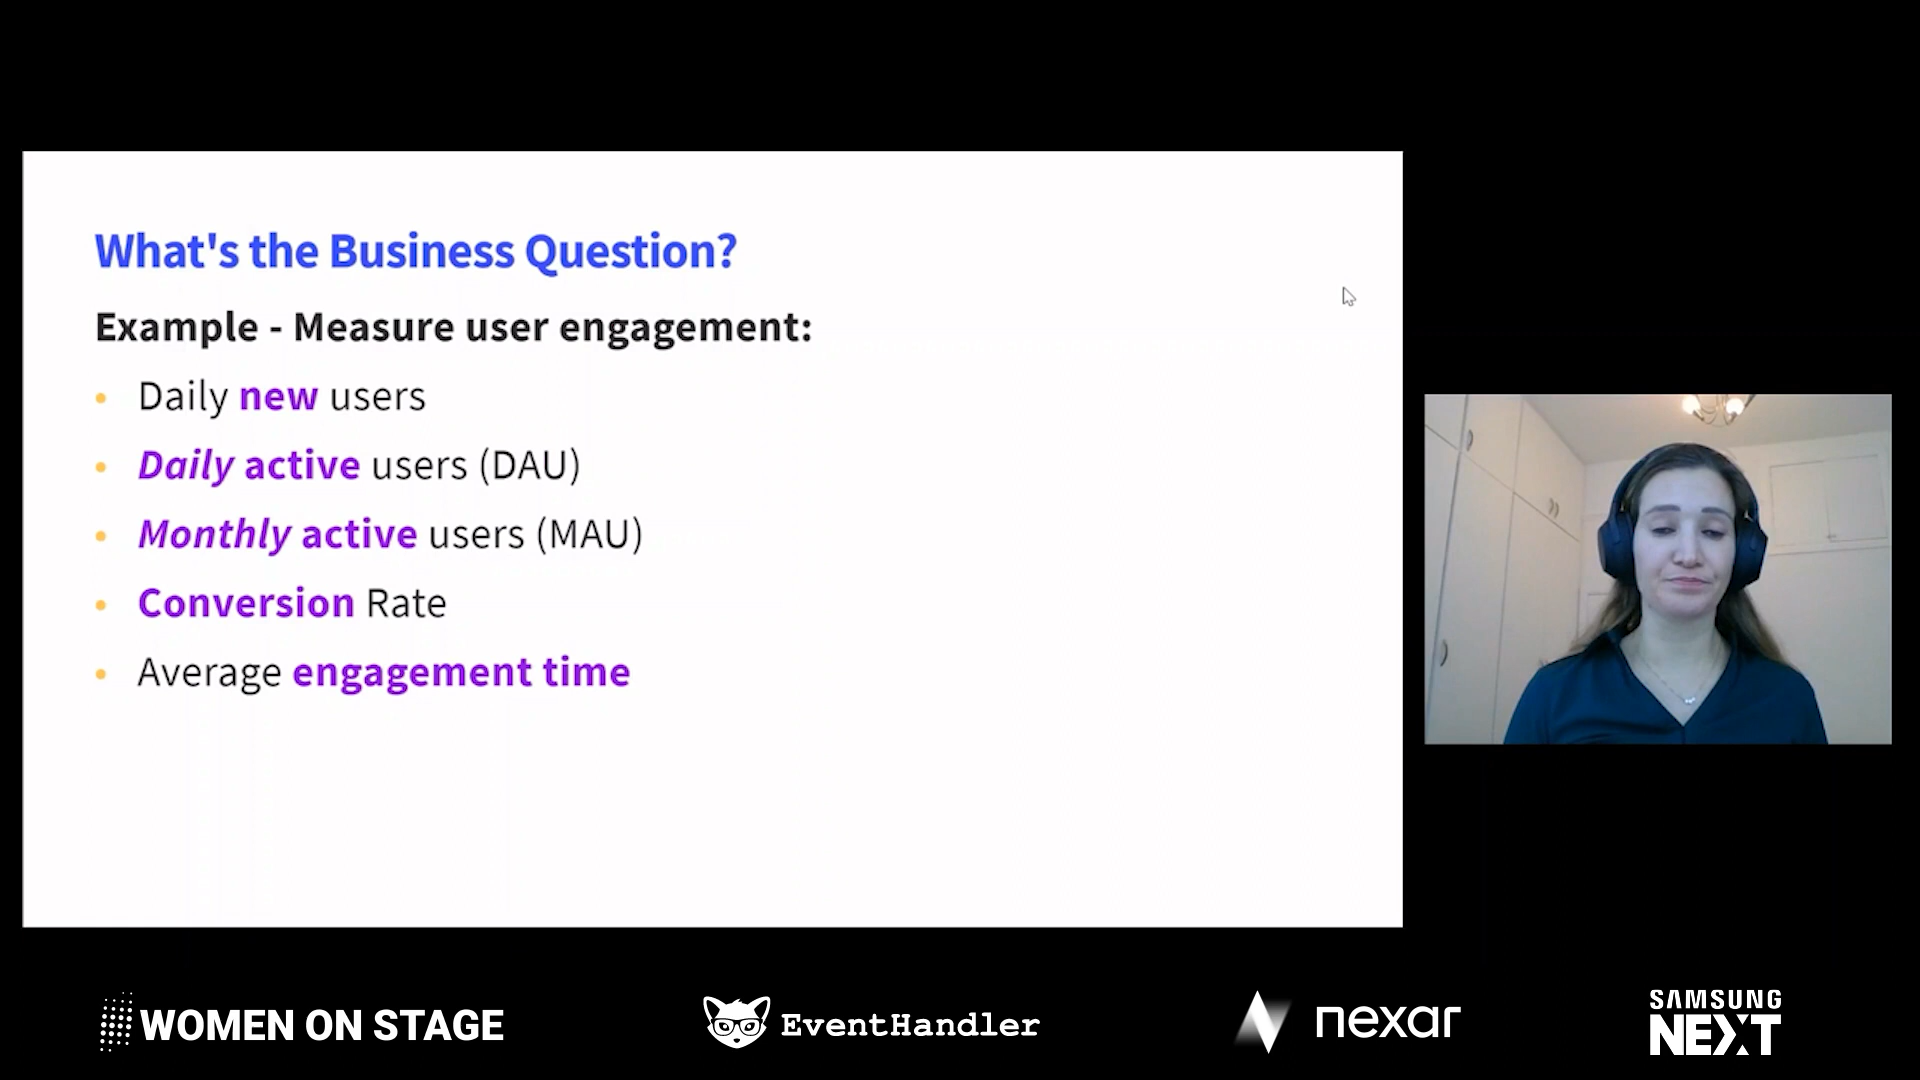 What's the Business Question?
Example - Measure user engagement:
• Daily new users
• Daily active users (DAU)
• Monthly active users (MAU)
• Conversion Rate
• Average engagement time
WOMEN ON STAGE
EventHandler
nexar
SAMSUNG
NEXT